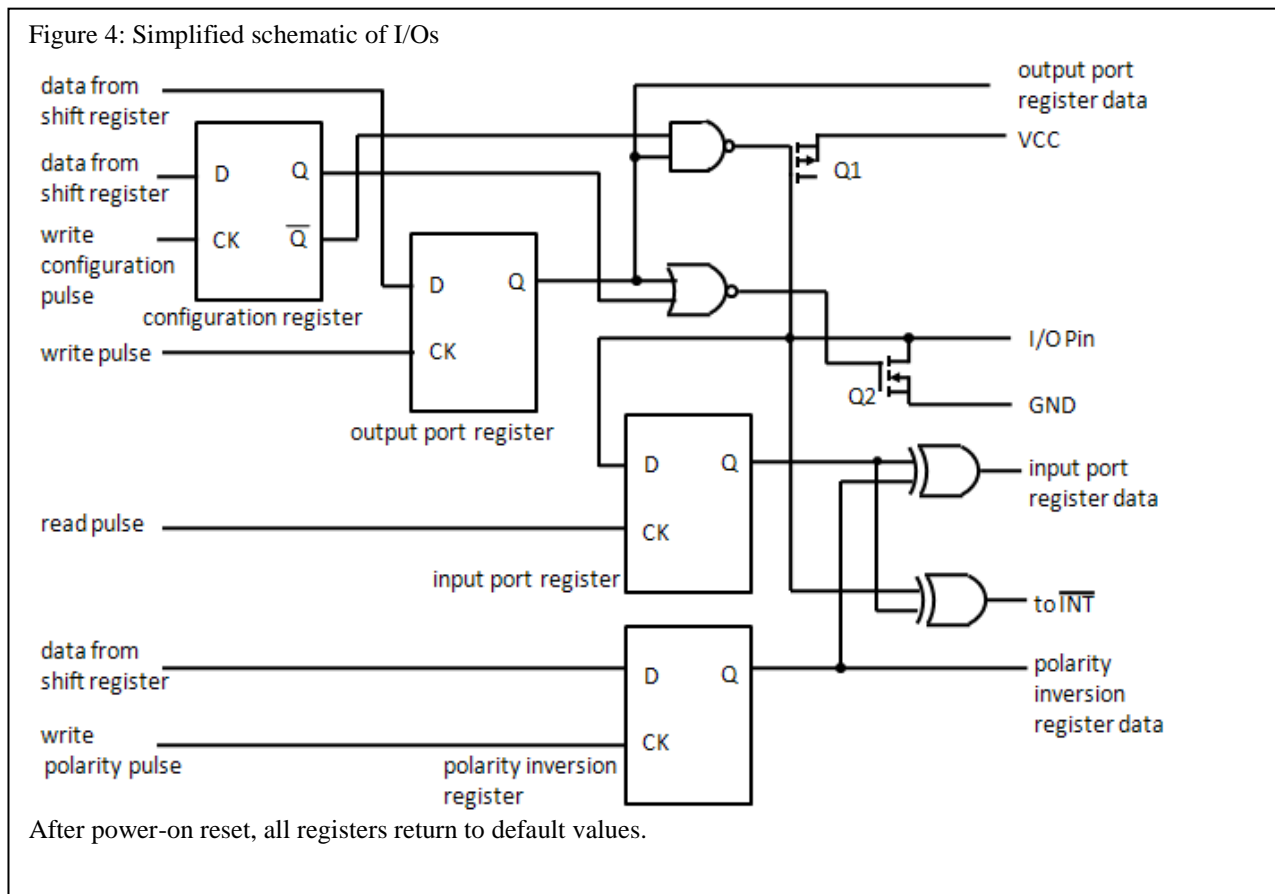 Figure 4: Simplified schematic of I/Os
data from
shift register
output port
register data
VCC
Q1
data from
shift register
D
Q
write
configuration
pulse
CK
Q
configuration register
D
Q
write pulse
CK
output port register
I/O Pin
Q2
GND
D
Q
input port
register data
read pulse
CK
input port register
to INT
data from
shift register
D
Q
polarity
inversion
register data
write
polarity pulse
CK
polarity inversion
register
After power-on reset, all registers return to default values.